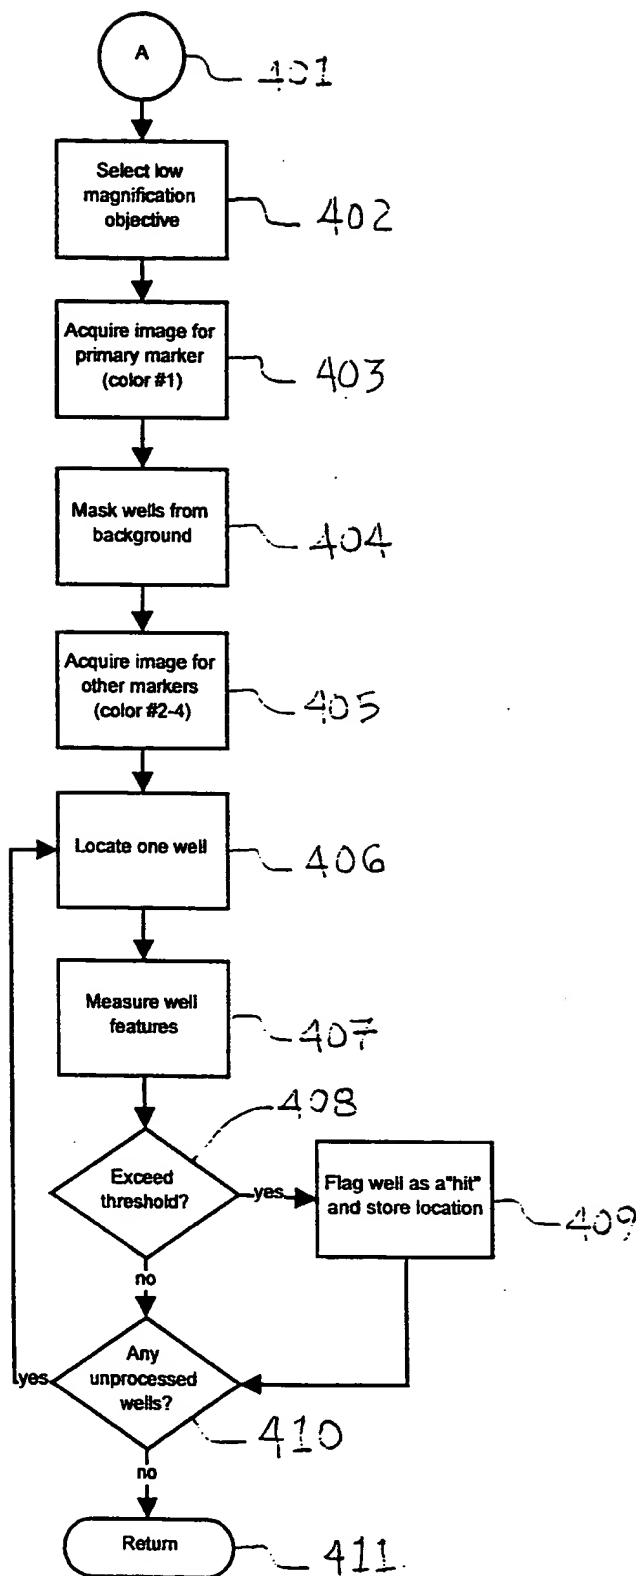 A
401
Select low
magnification
objective
402
Acquire image for
primary marker
(color #1)
403
Mask wells from
background
404
Acquire image for
other markers
(color #2-4)
405
Locate one well
406
Measure well
features
407
408
Exceed
threshold?
yes
Flag well as a"hit"
and store location
409
no
Any
unprocessed
wells?
yes
410
no
Return
411